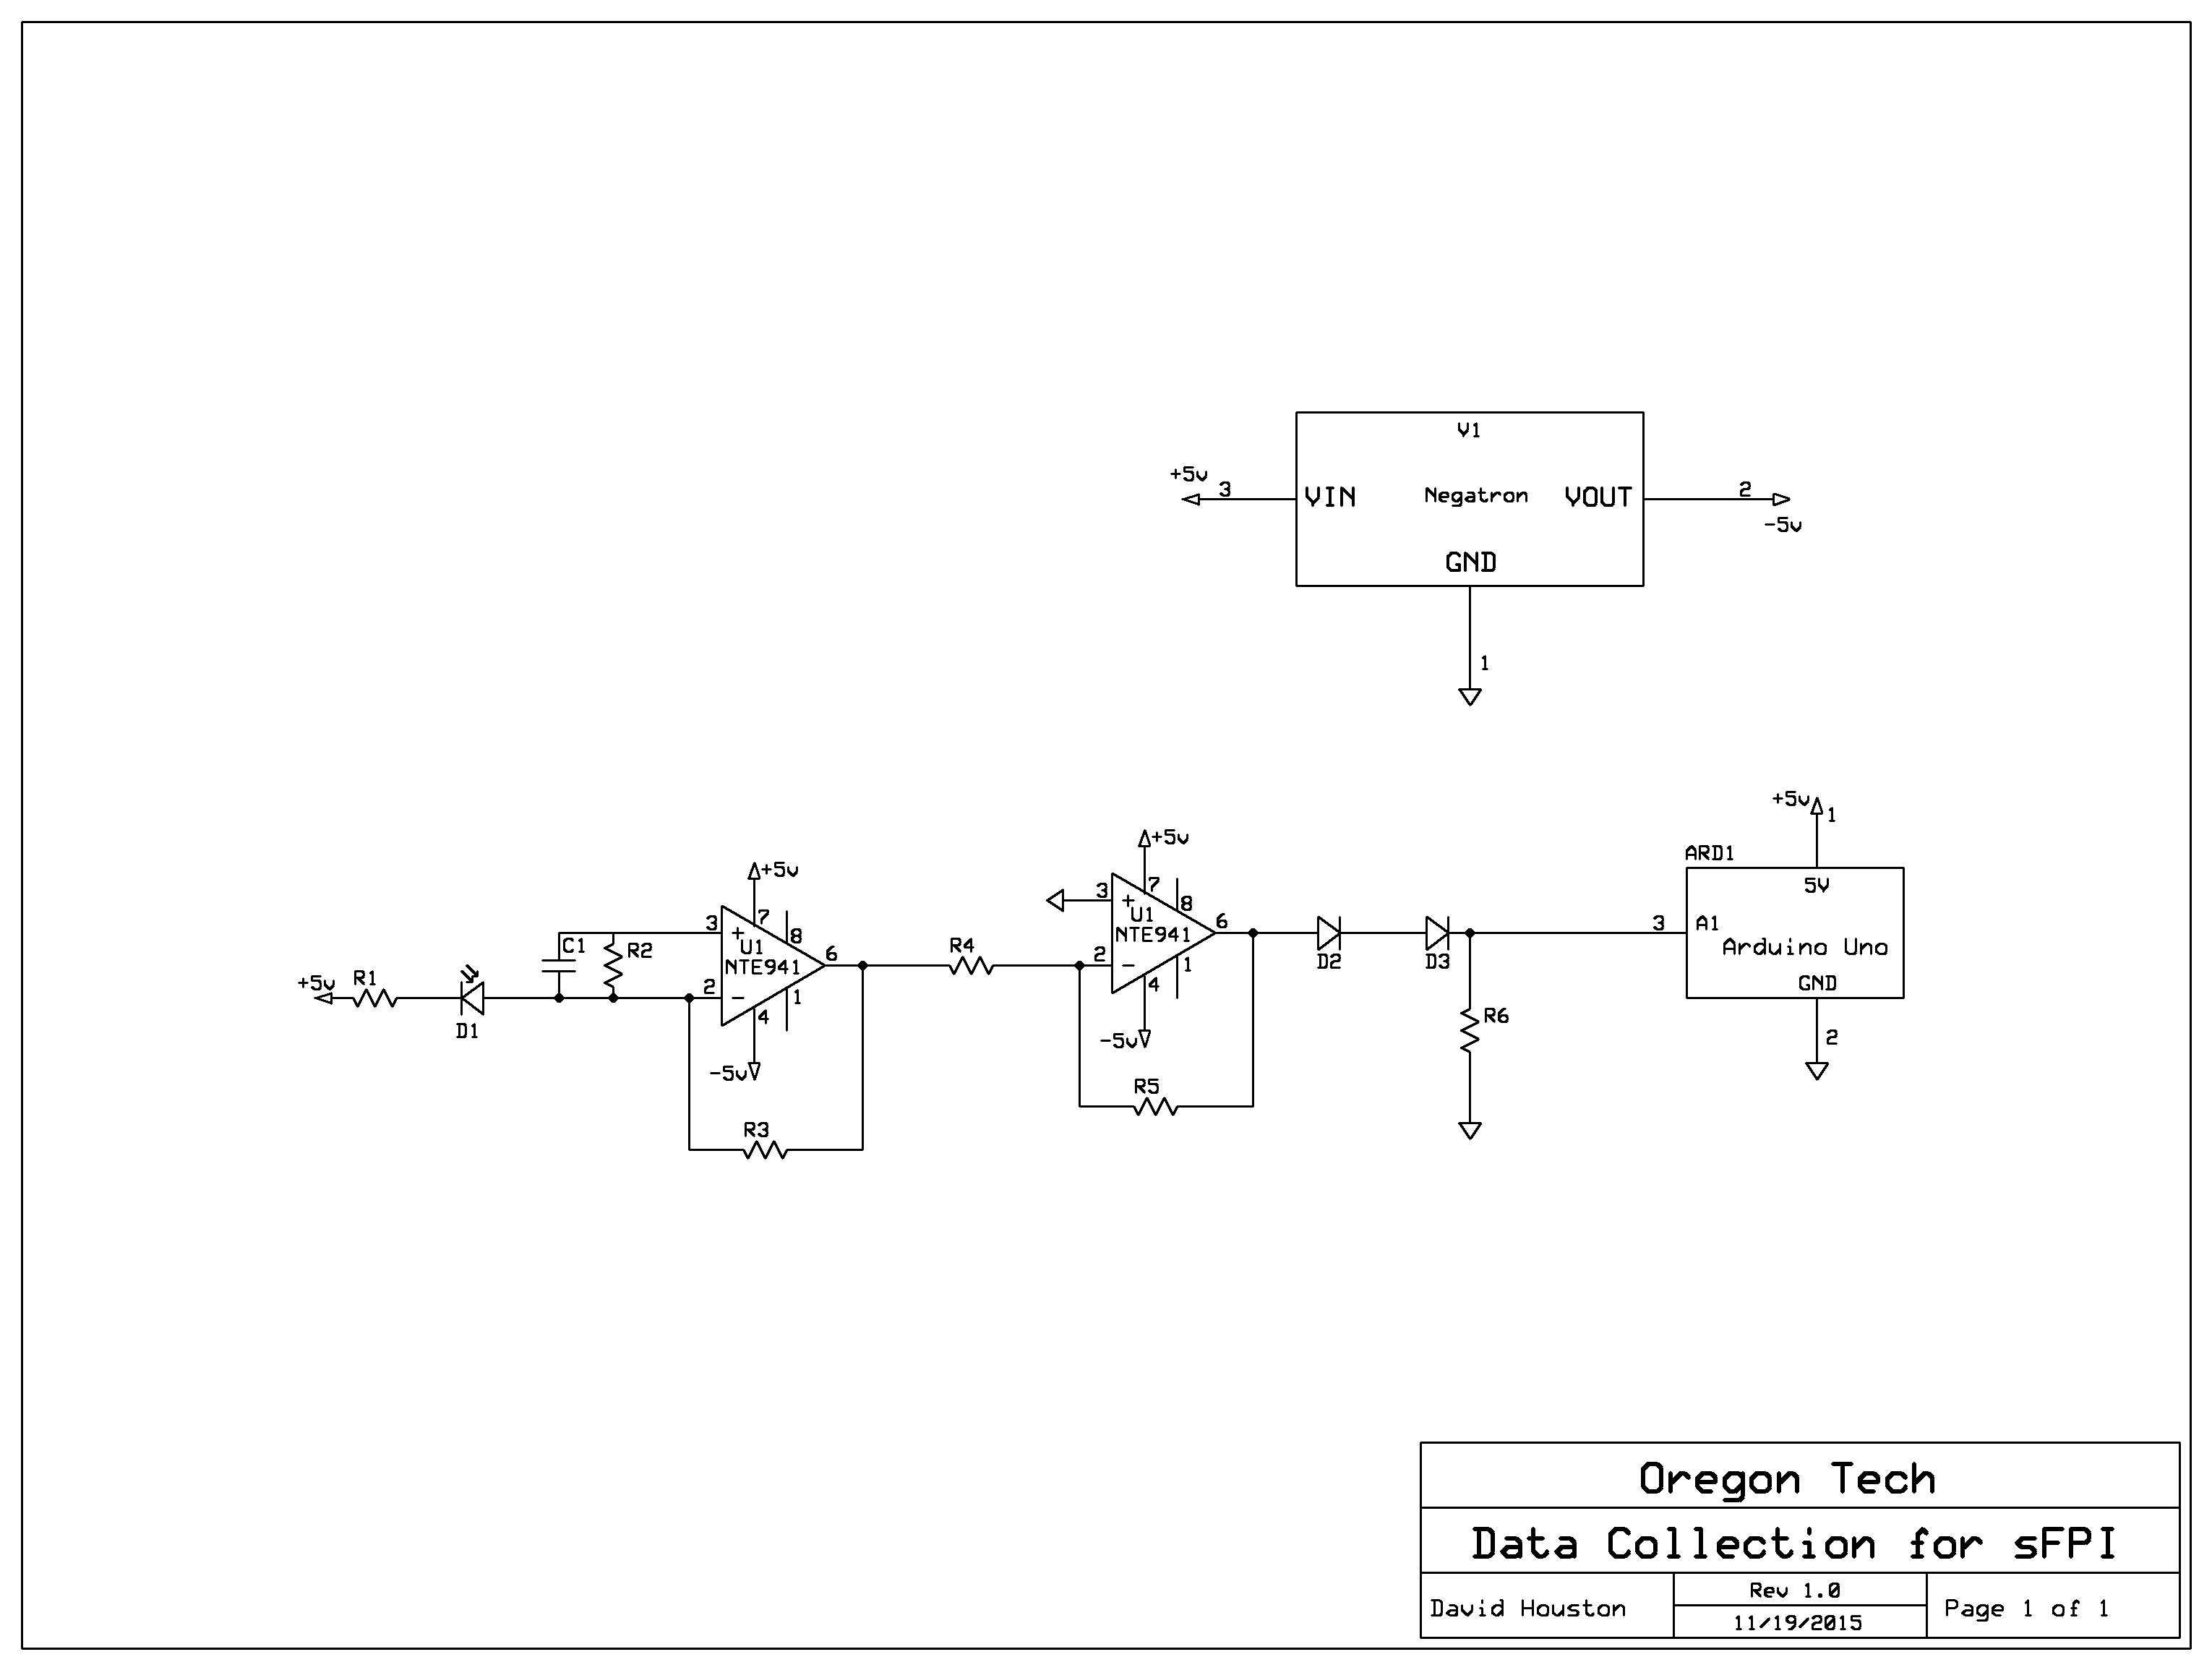 V1
+5v
3
VIN
Negatron
VOUT
2
-5v
GND
1
+5v
1
ARD1
5V
3
A1
Arduino Uno
GND
2
+5v
R1
D1
C1
R2
+5v
3
+
7
8
U1
NTE941
6
2
-
4
1
-5v
R3
R4
+5v
3
+
7
8
U1
NTE941
6
2
-
4
1
-5v
R5
D2
D3
R6
Oregon Tech
Data Collection for sFPI
David Houston
Rev 1.0
11/19/2015
Page 1 of 1